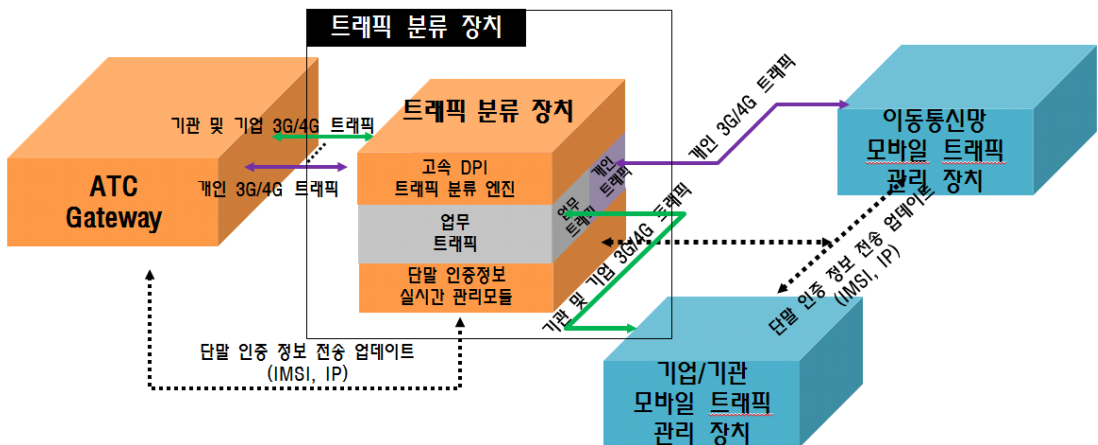 트래픽 분류 장치
ATC
Gateway
기관 및 기업 3G/4G 트래픽
개인 3G/4G 트래픽
트래픽 분류 장치
고속 DPI
트래픽 분류 엔진
업무
트래픽
단말 인증정보
실시간 관리모듈
개인
트래픽
업무
트래픽
개인 3G/4G 트래픽
기관 및 기업 3G/4G 트래픽
이동통신망
모바일 트래픽
관리 장치
단말 인증 정보 전송 업데이트
(IMSI, IP)
단말 인증 정보 전송 업데이트
(IMSI, IP)
기업/기관
모바일 트래픽
관리 장치